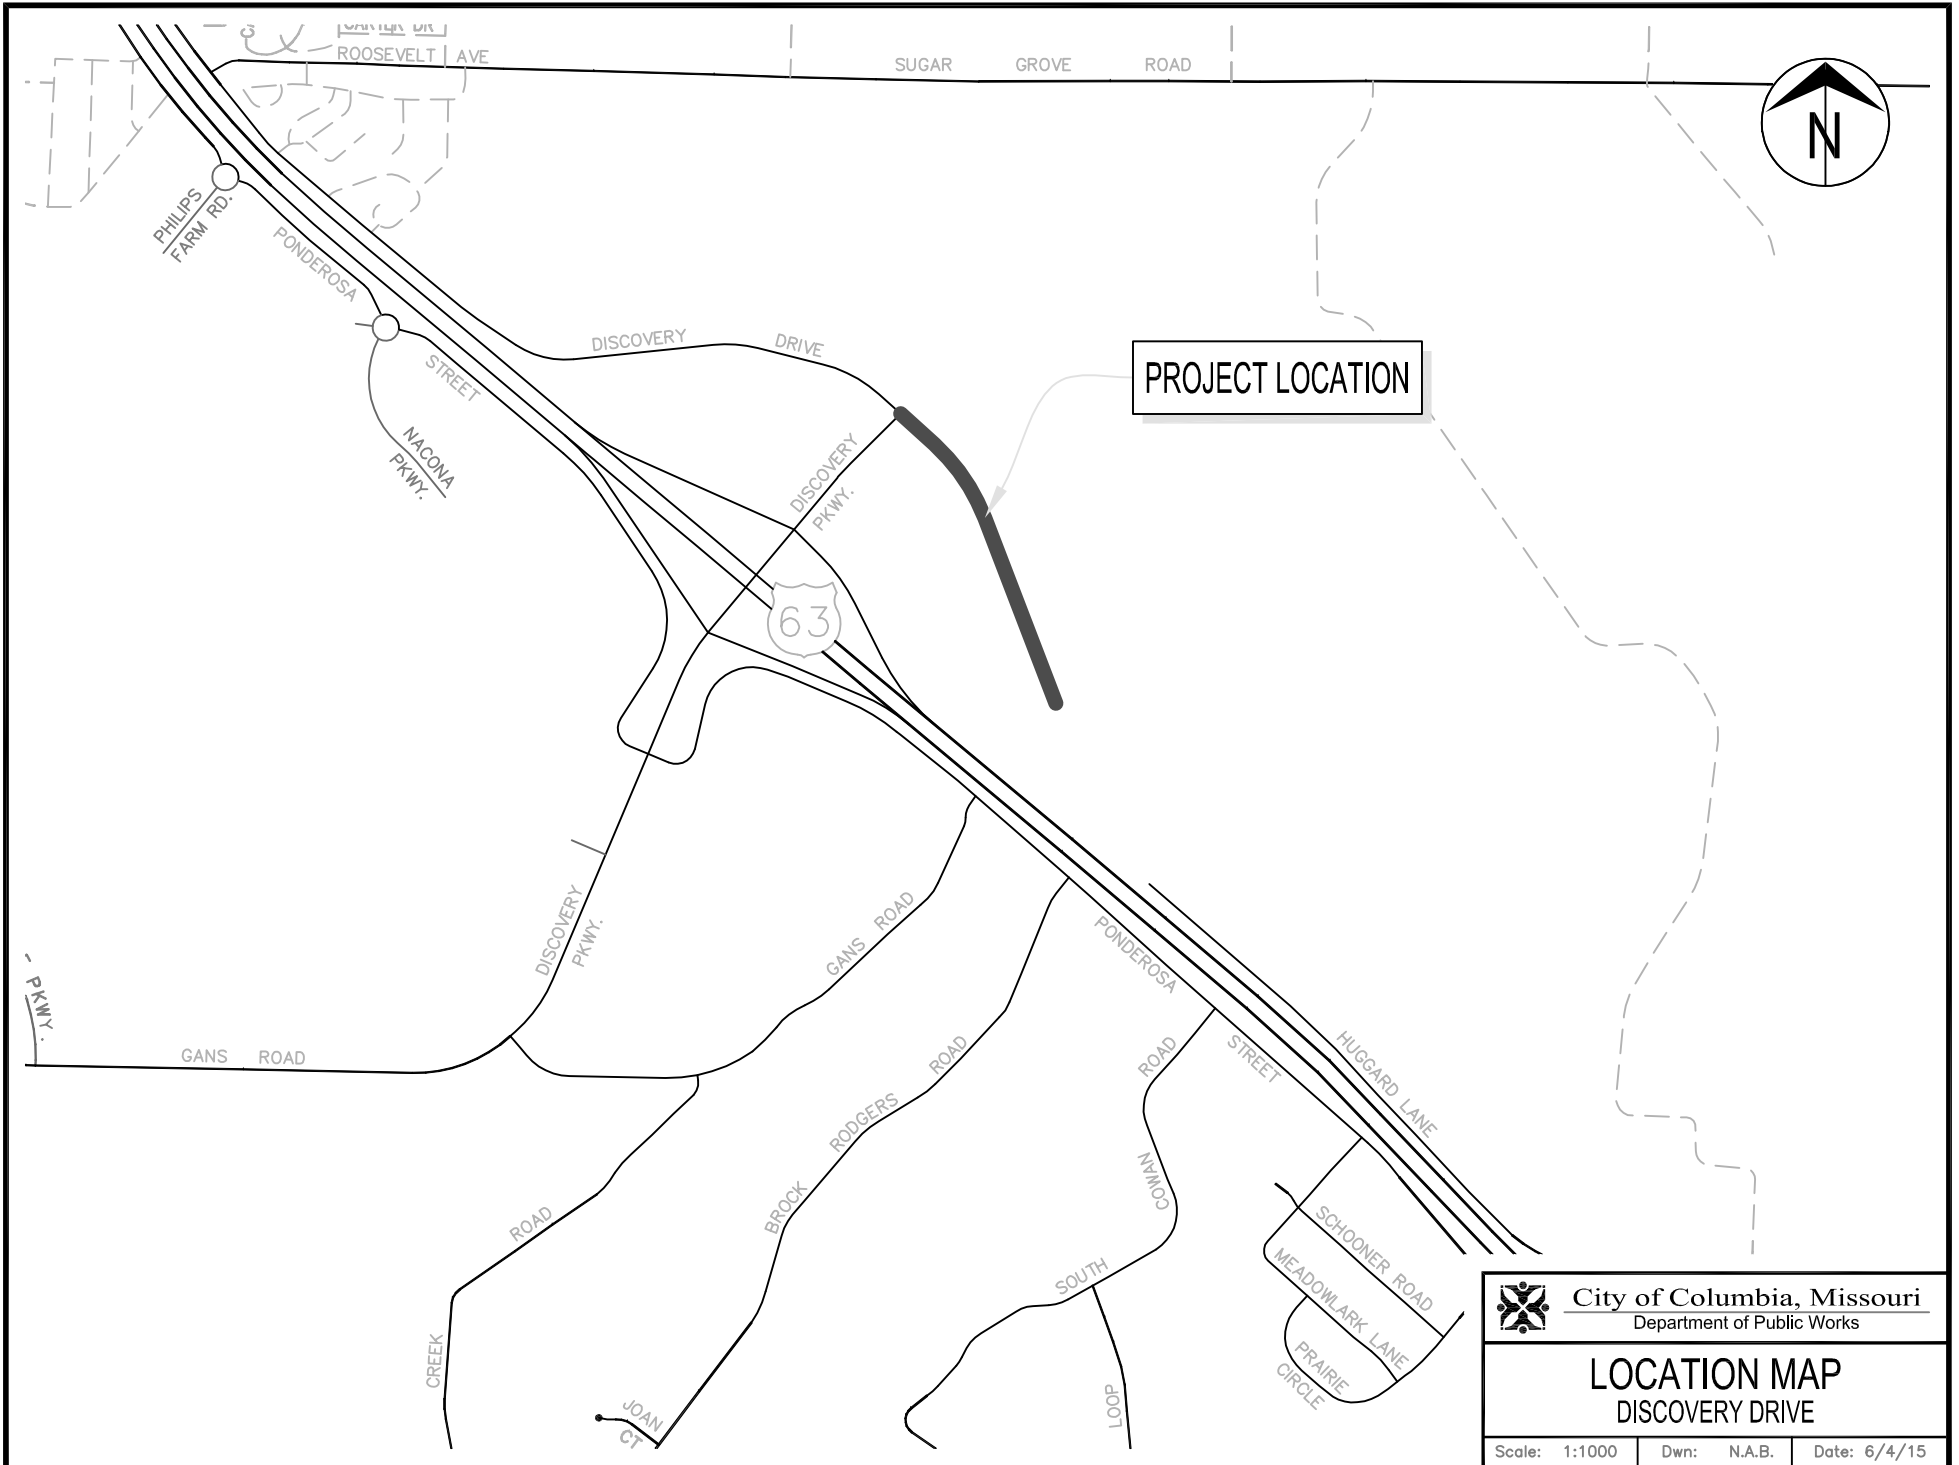 CARTER DR
ROOSEVELT AVE
SUGAR GROVE ROAD
N
PHILIPS
FARM RD.
PONDEROSA
STREET
DISCOVERY DRIVE
PROJECT LOCATION
NACONA
PKWY.
DISCOVERY
PKWY.
63
DISCOVERY
PKWY.
GANS ROAD
PONDEROSA
STREET
PKWY.
GANS ROAD
HUGGARD LANE
BROCK RODGERS ROAD
ROAD
COWAN
SOUTH
LOOP
CREEK
ROAD
SCHOONER ROAD
MEADOWLARK LANE
PRAIRIE
CIRCLE
JOAN
CT
City of Columbia, Missouri
Department of Public Works
LOCATION MAP
DISCOVERY DRIVE
Scale: 1:1000 Dwn: N.A.B. Date: 6/4/15